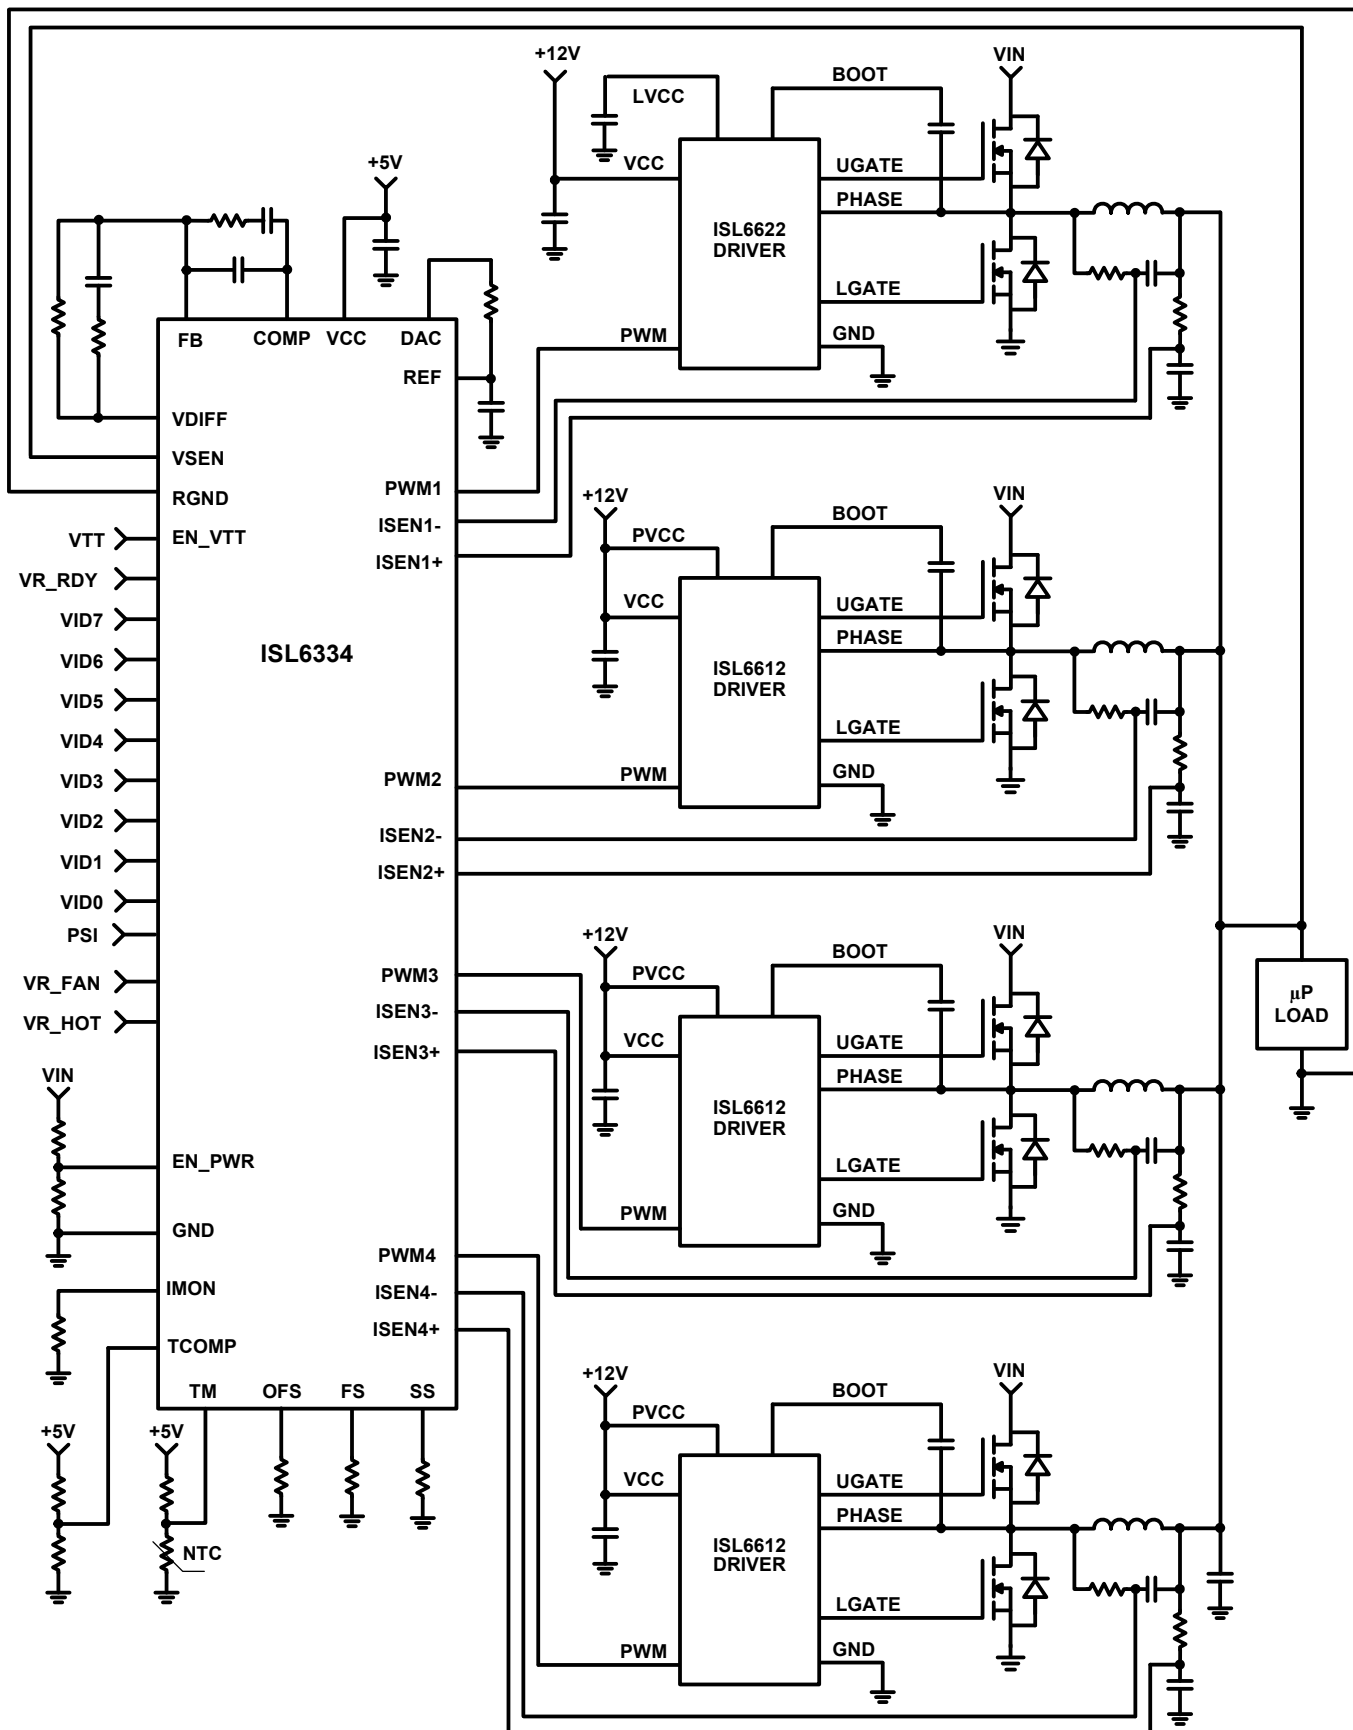 +12V
LVCC
BOOT
VIN
VCC
UGATE
PHASE
ISL6622
DRIVER
LGATE
GND
PWM
+5V
FB
COMP
VCC
DAC
REF
VDIFF
VSEN
RGND
EN_VTT
VTT
VR_RDY
VID7
VID6
VID5
VID4
VID3
VID2
VID1
VID0
PSI
VR_FAN
VR_HOT
VIN
EN_PWR
GND
IMON
TCOMP
TM
OFS
FS
SS
+5V
+5V
NTC
ISL6334
PWM1
ISEN1-
ISEN1+
PWM2
ISEN2-
ISEN2+
PWM3
ISEN3-
ISEN3+
PWM4
ISEN4-
ISEN4+
+12V
PVCC
BOOT
VIN
VCC
UGATE
PHASE
ISL6612
DRIVER
LGATE
GND
PWM
+12V
PVCC
BOOT
VIN
VCC
UGATE
PHASE
ISL6612
DRIVER
LGATE
GND
PWM
+12V
PVCC
BOOT
VIN
VCC
UGATE
PHASE
ISL6612
DRIVER
LGATE
GND
PWM
µP
LOAD